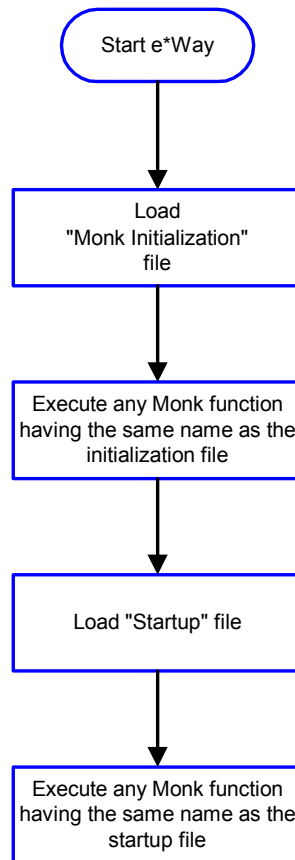 Start e*Way
Load
"Monk Initialization"
file
Execute any Monk function
having the same name as the
initialization file
Load "Startup" file
Execute any Monk function
having the same name as the
startup file